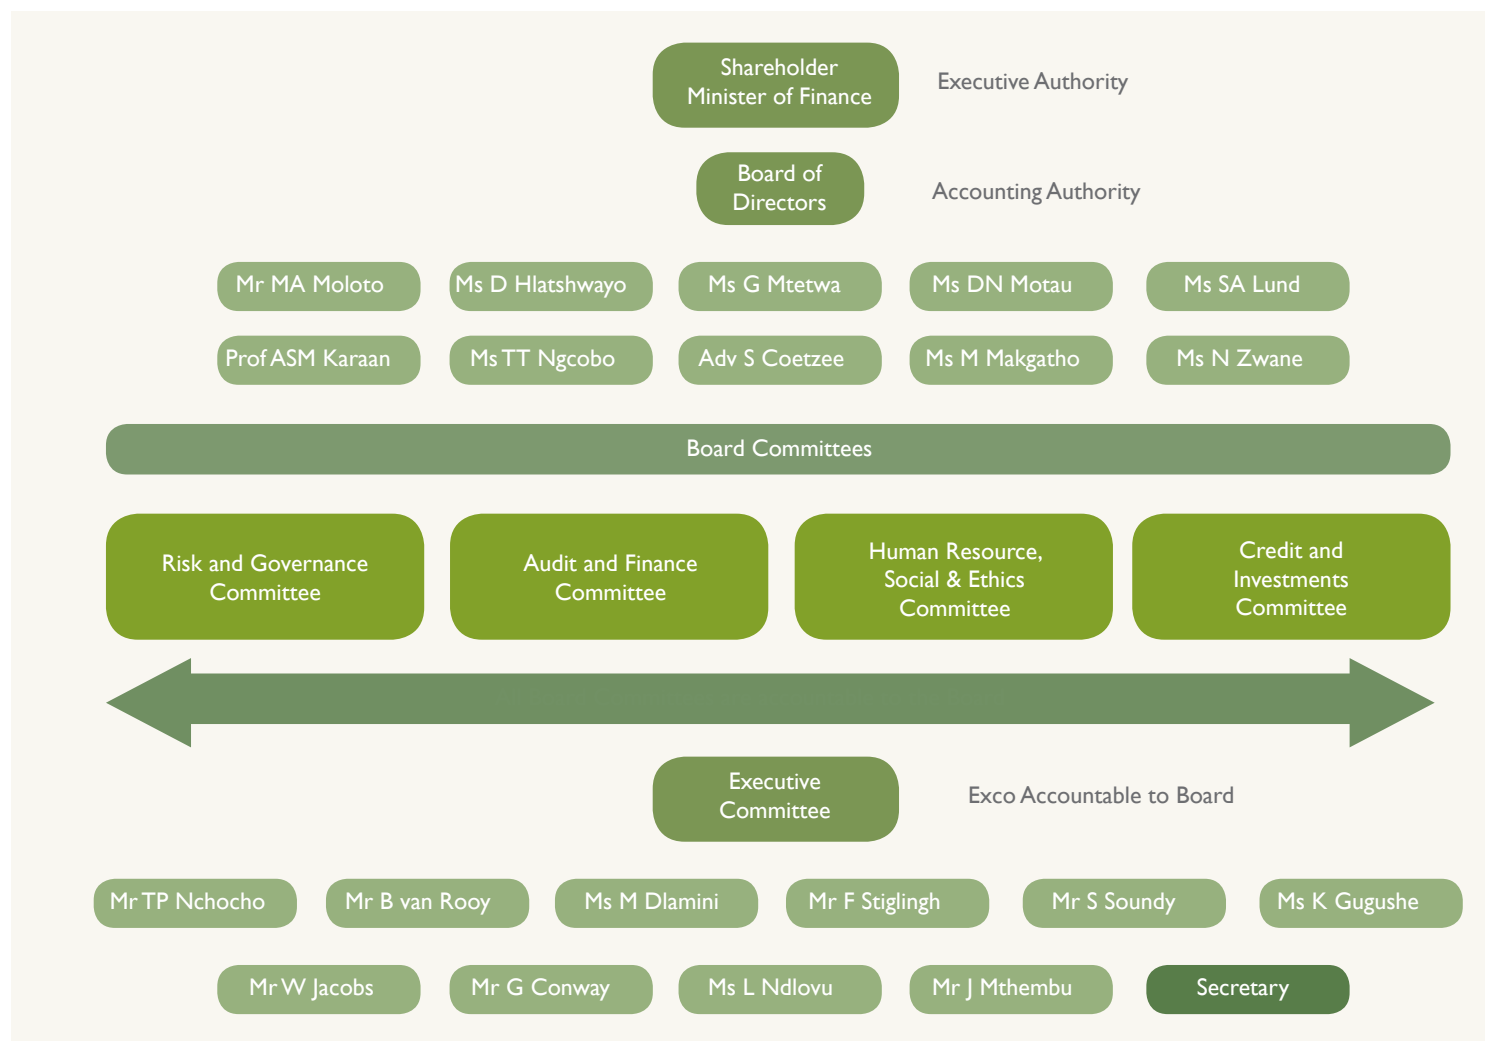 Shareholder
Minister of Finance
Executive Authority
Board of
Directors
Accounting Authority
Mr MA Moloto
Ms D Hlatshwayo
Ms G Mtetwa
Ms DN Motau
Ms SA Lund
Prof ASM Karaan
Ms TT Ngcobo
Adv S Coetzee
Ms M Makgatho
Ms N Zwane
Board Committees
Risk and Governance
Committee
Audit and Finance
Committee
Human Resource,
Social & Ethics
Committee
Credit and
Investments
Committee
Executive
Committee
Exco Accountable to Board
Mr TP Nchocho
Mr B van Rooy
Ms M Dlamini
Mr F Stiglingh
Mr S Soundy
Ms K Gugushe
Mr W Jacobs
Mr G Conway
Ms L Ndlovu
Mr J Mthembu
Secretary